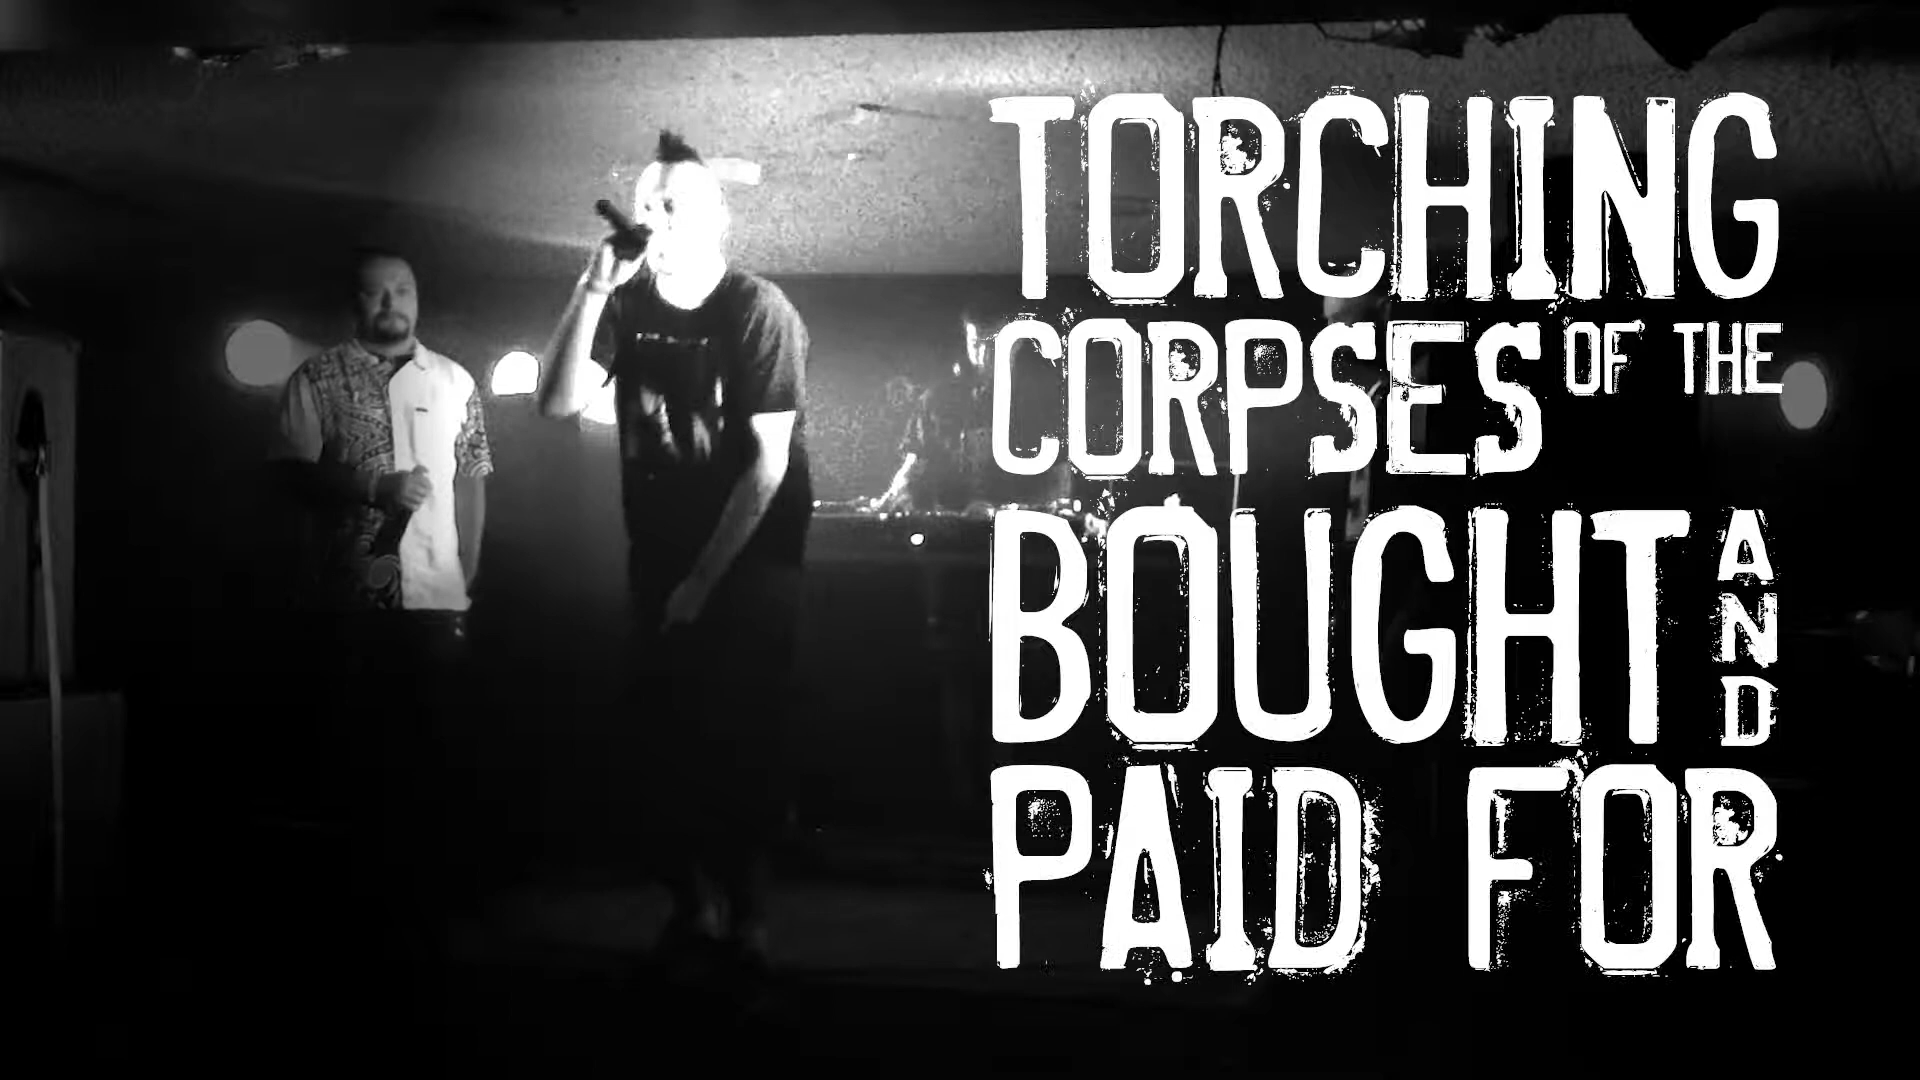 TORCHING
CORPSES OF THE
BOUGHT AND
PAID FOR